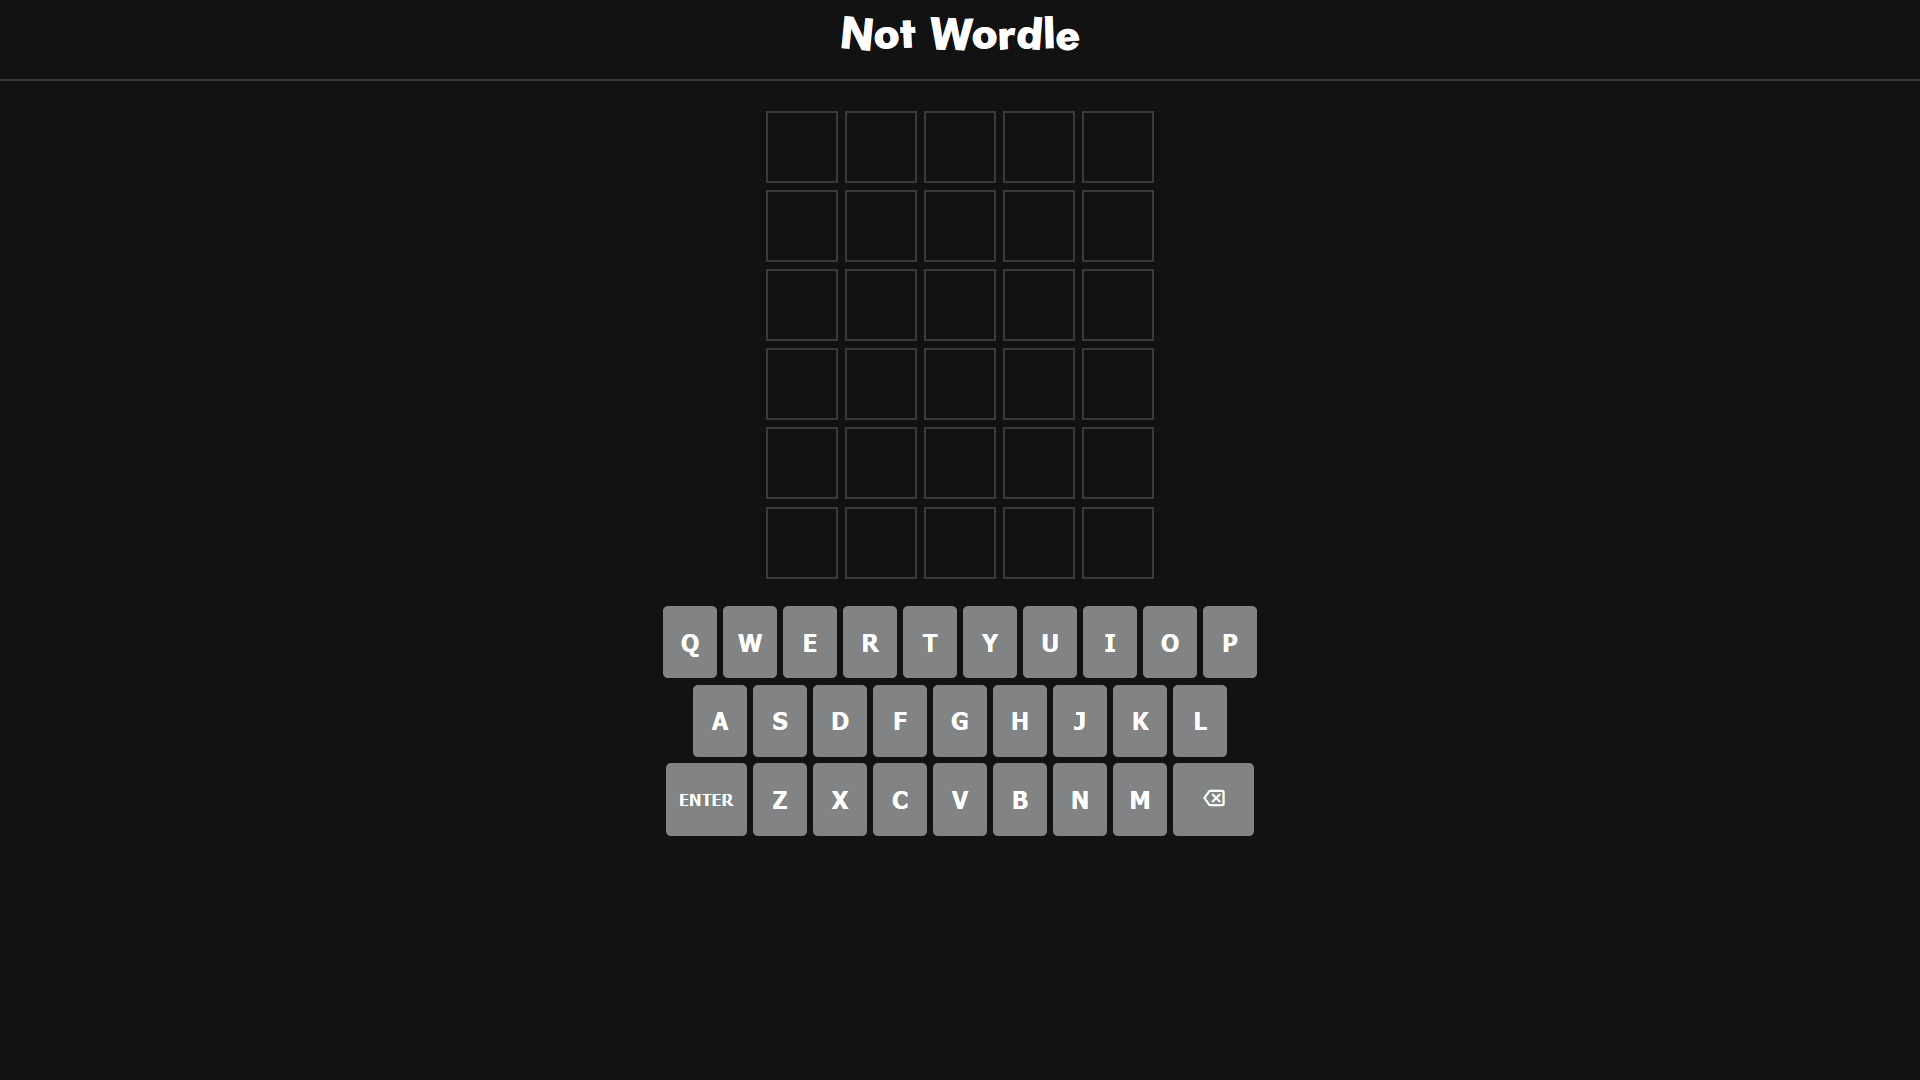 Not Wordle
Q W E R T Y U I O P
A S D F G H J K L
ENTER Z X C V B N M